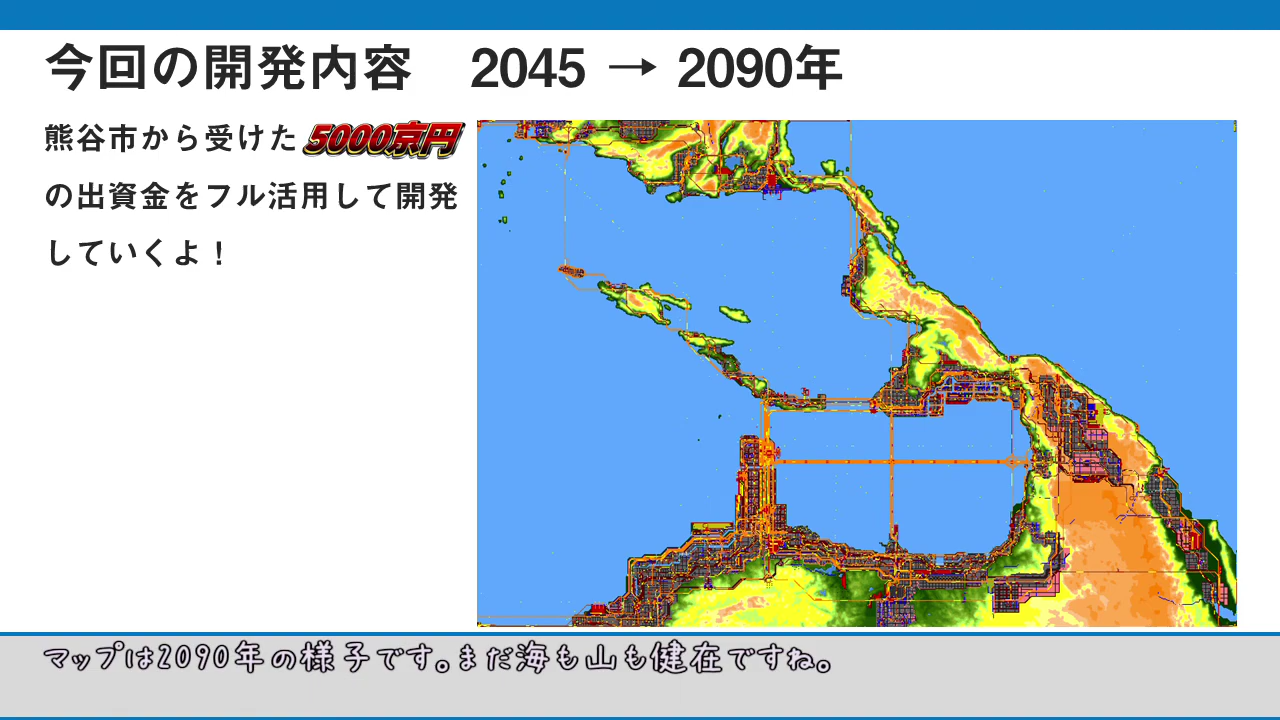 今回の開発内容　2045 → 2090年
熊谷市から受けた5000京円
の出資金をフル活用して開発
していくよ！
マップは2090年の様子です。まだ海も山も健在ですね。